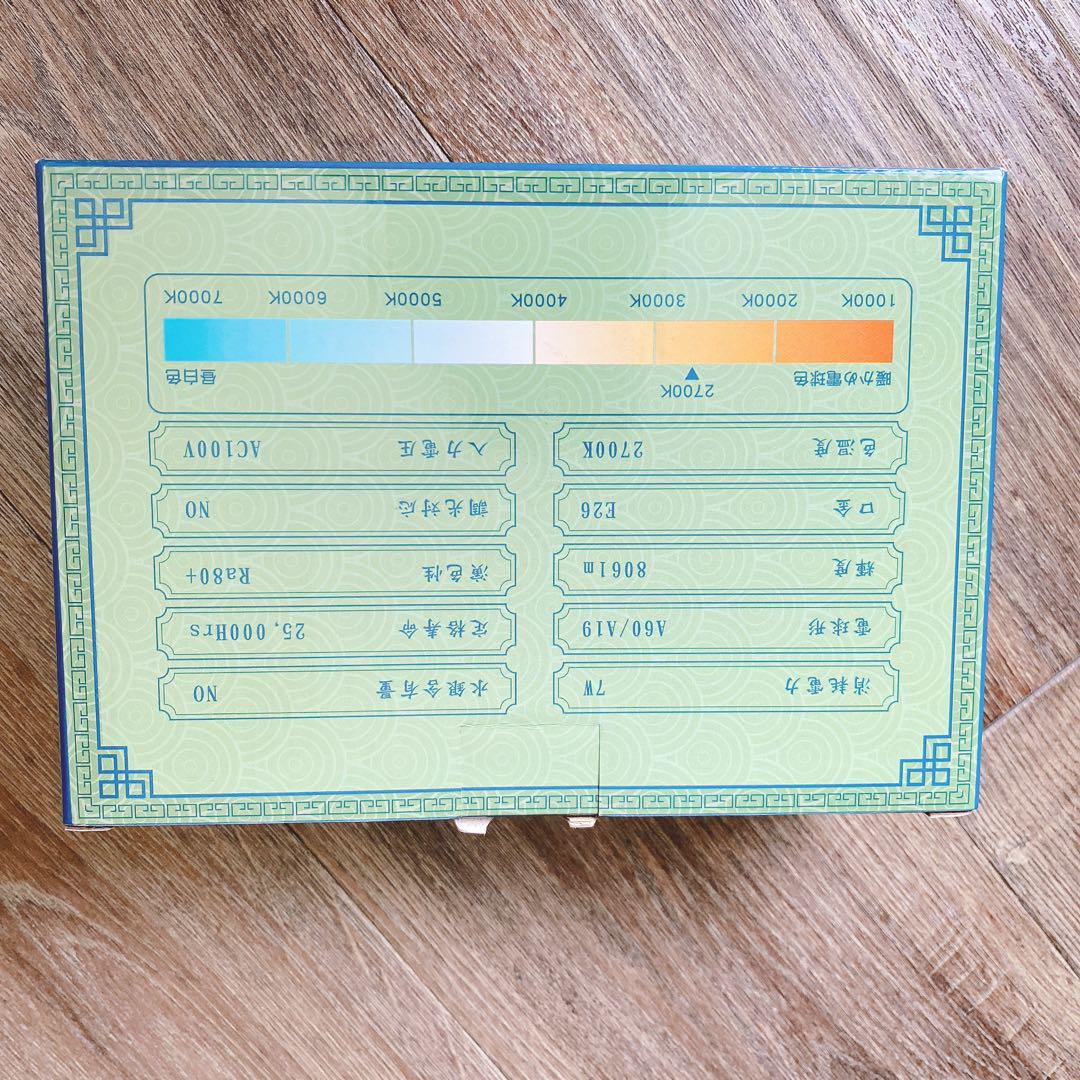 消耗電力 7W
水銀含有量 NO
電球形 A60/A19
定格寿命 25,000Hrs
輝度 806lm
演色性 Ra80+
口金 E26
調光対応 NO
色温度 2700K
入力電圧 AC100V
2700K
暖かめ電球色 昼白色
1000K 2000K 3000K 4000K 5000K 6000K 7000K